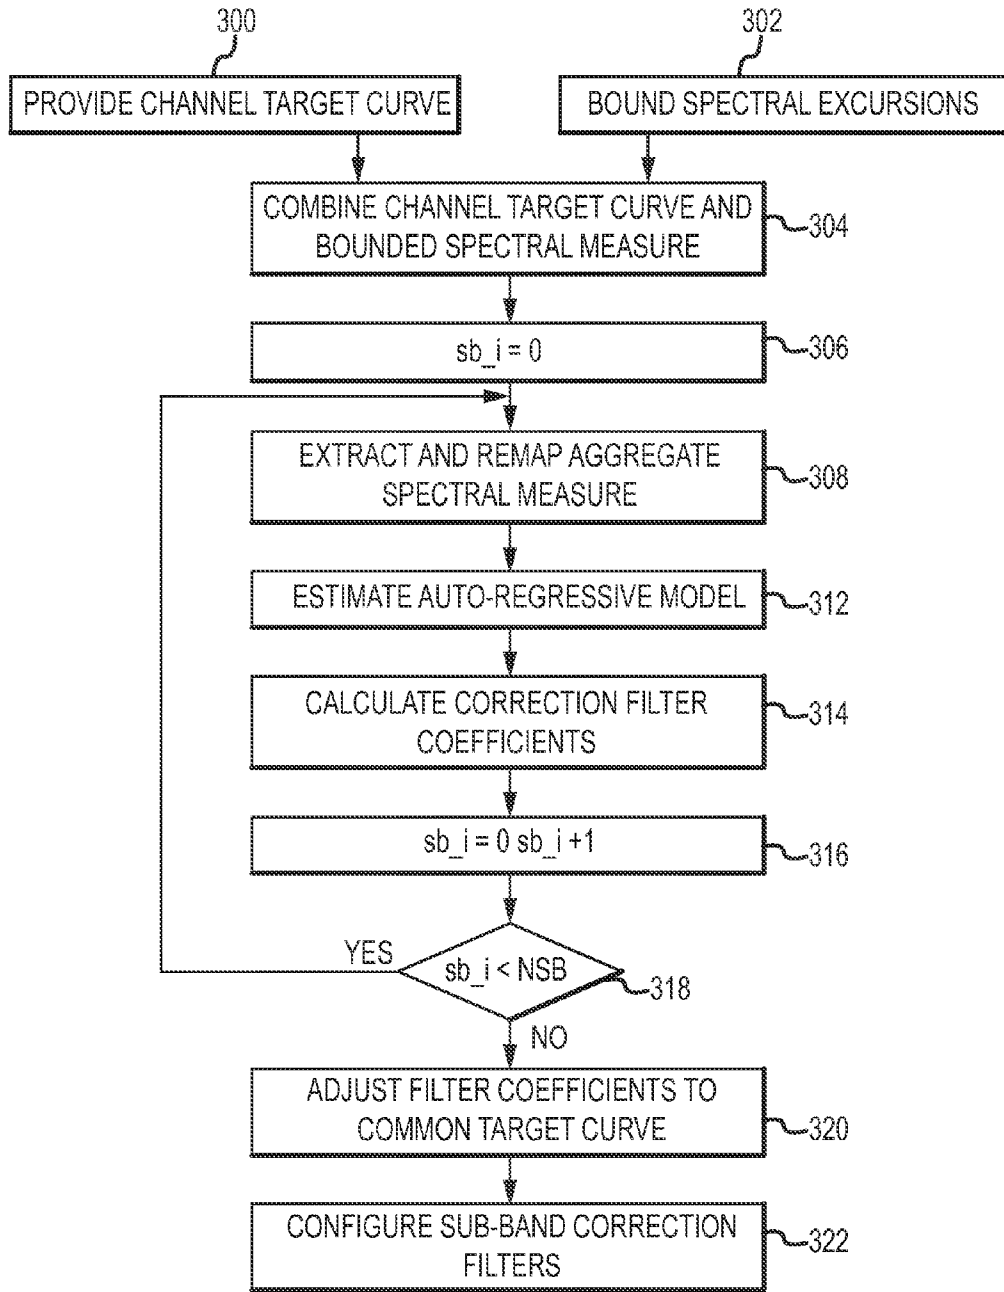 300
302
PROVIDE CHANNEL TARGET CURVE
BOUND SPECTRAL EXCURSIONS
COMBINE CHANNEL TARGET CURVE AND
BOUNDED SPECTRAL MEASURE
304
sb_i = 0
306
EXTRACT AND REMAP AGGREGATE
SPECTRAL MEASURE
308
ESTIMATE AUTO-REGRESSIVE MODEL
312
CALCULATE CORRECTION FILTER
COEFFICIENTS
314
sb_i = 0 sb_i +1
316
YES
sb_i < NSB
318
NO
ADJUST FILTER COEFFICIENTS TO
COMMON TARGET CURVE
320
CONFIGURE SUB-BAND CORRECTION
FILTERS
322